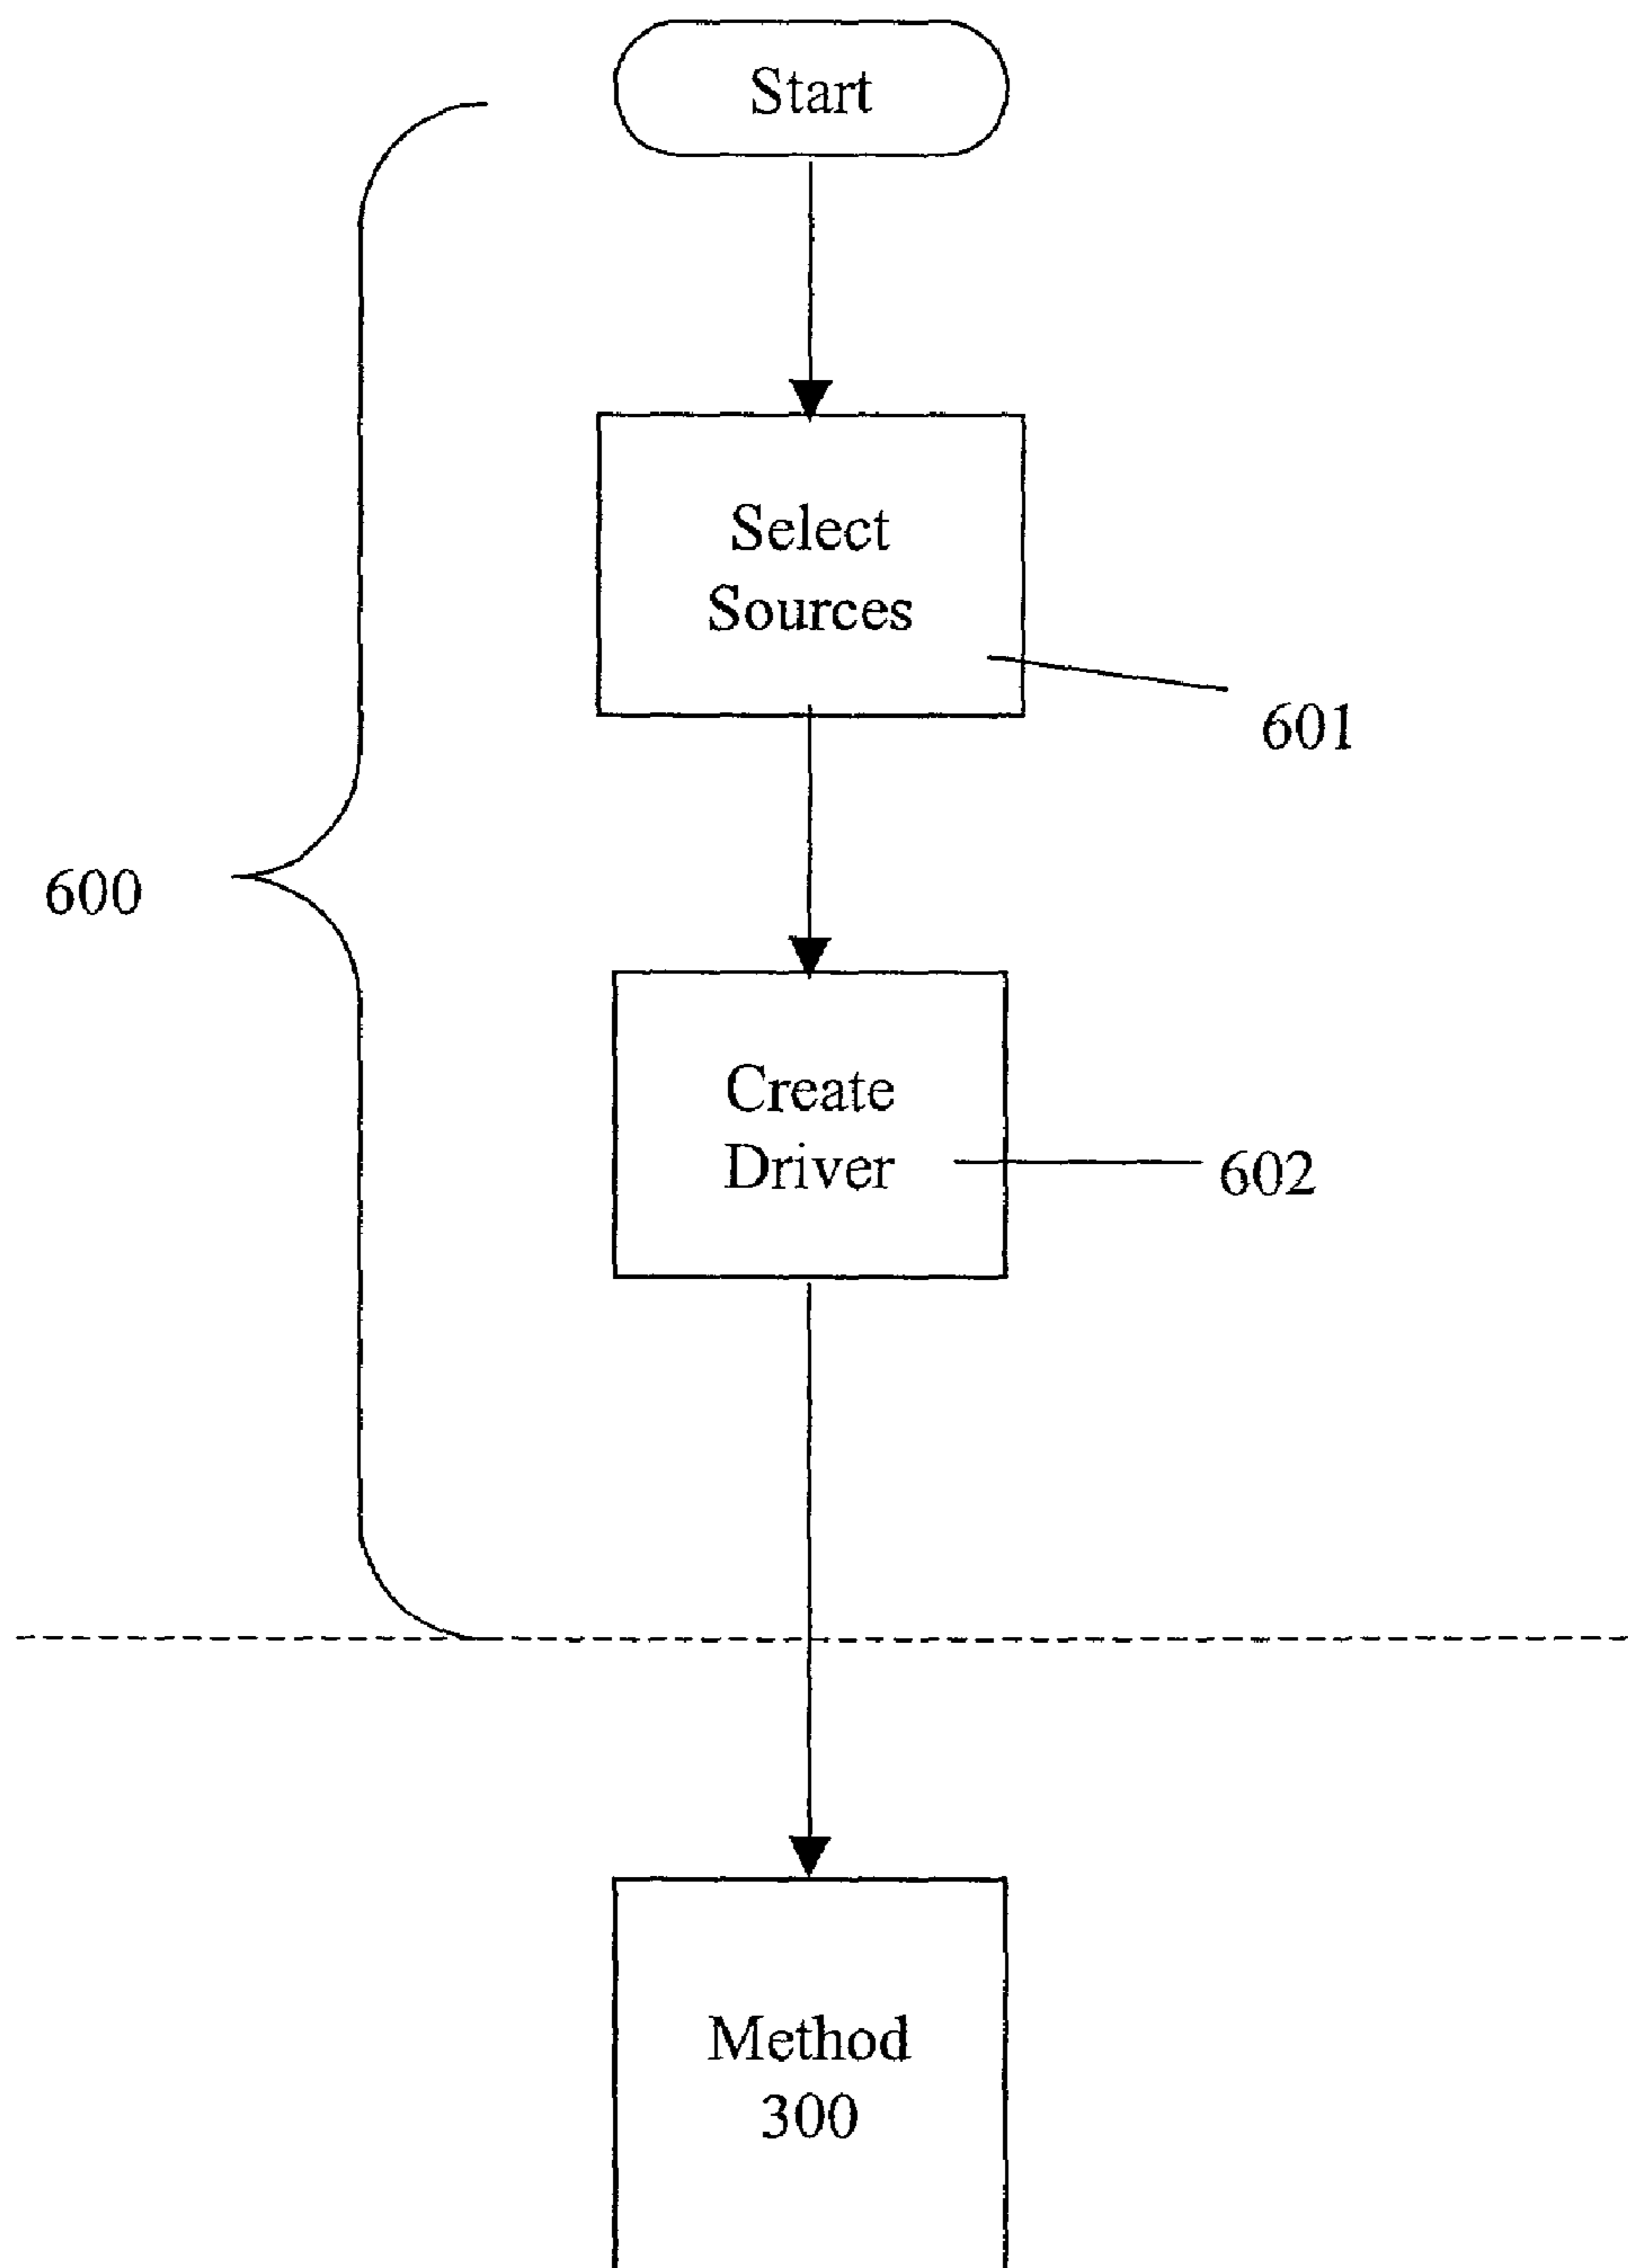 Start
Select
Sources
601
600
Create
Driver
602
Method
300